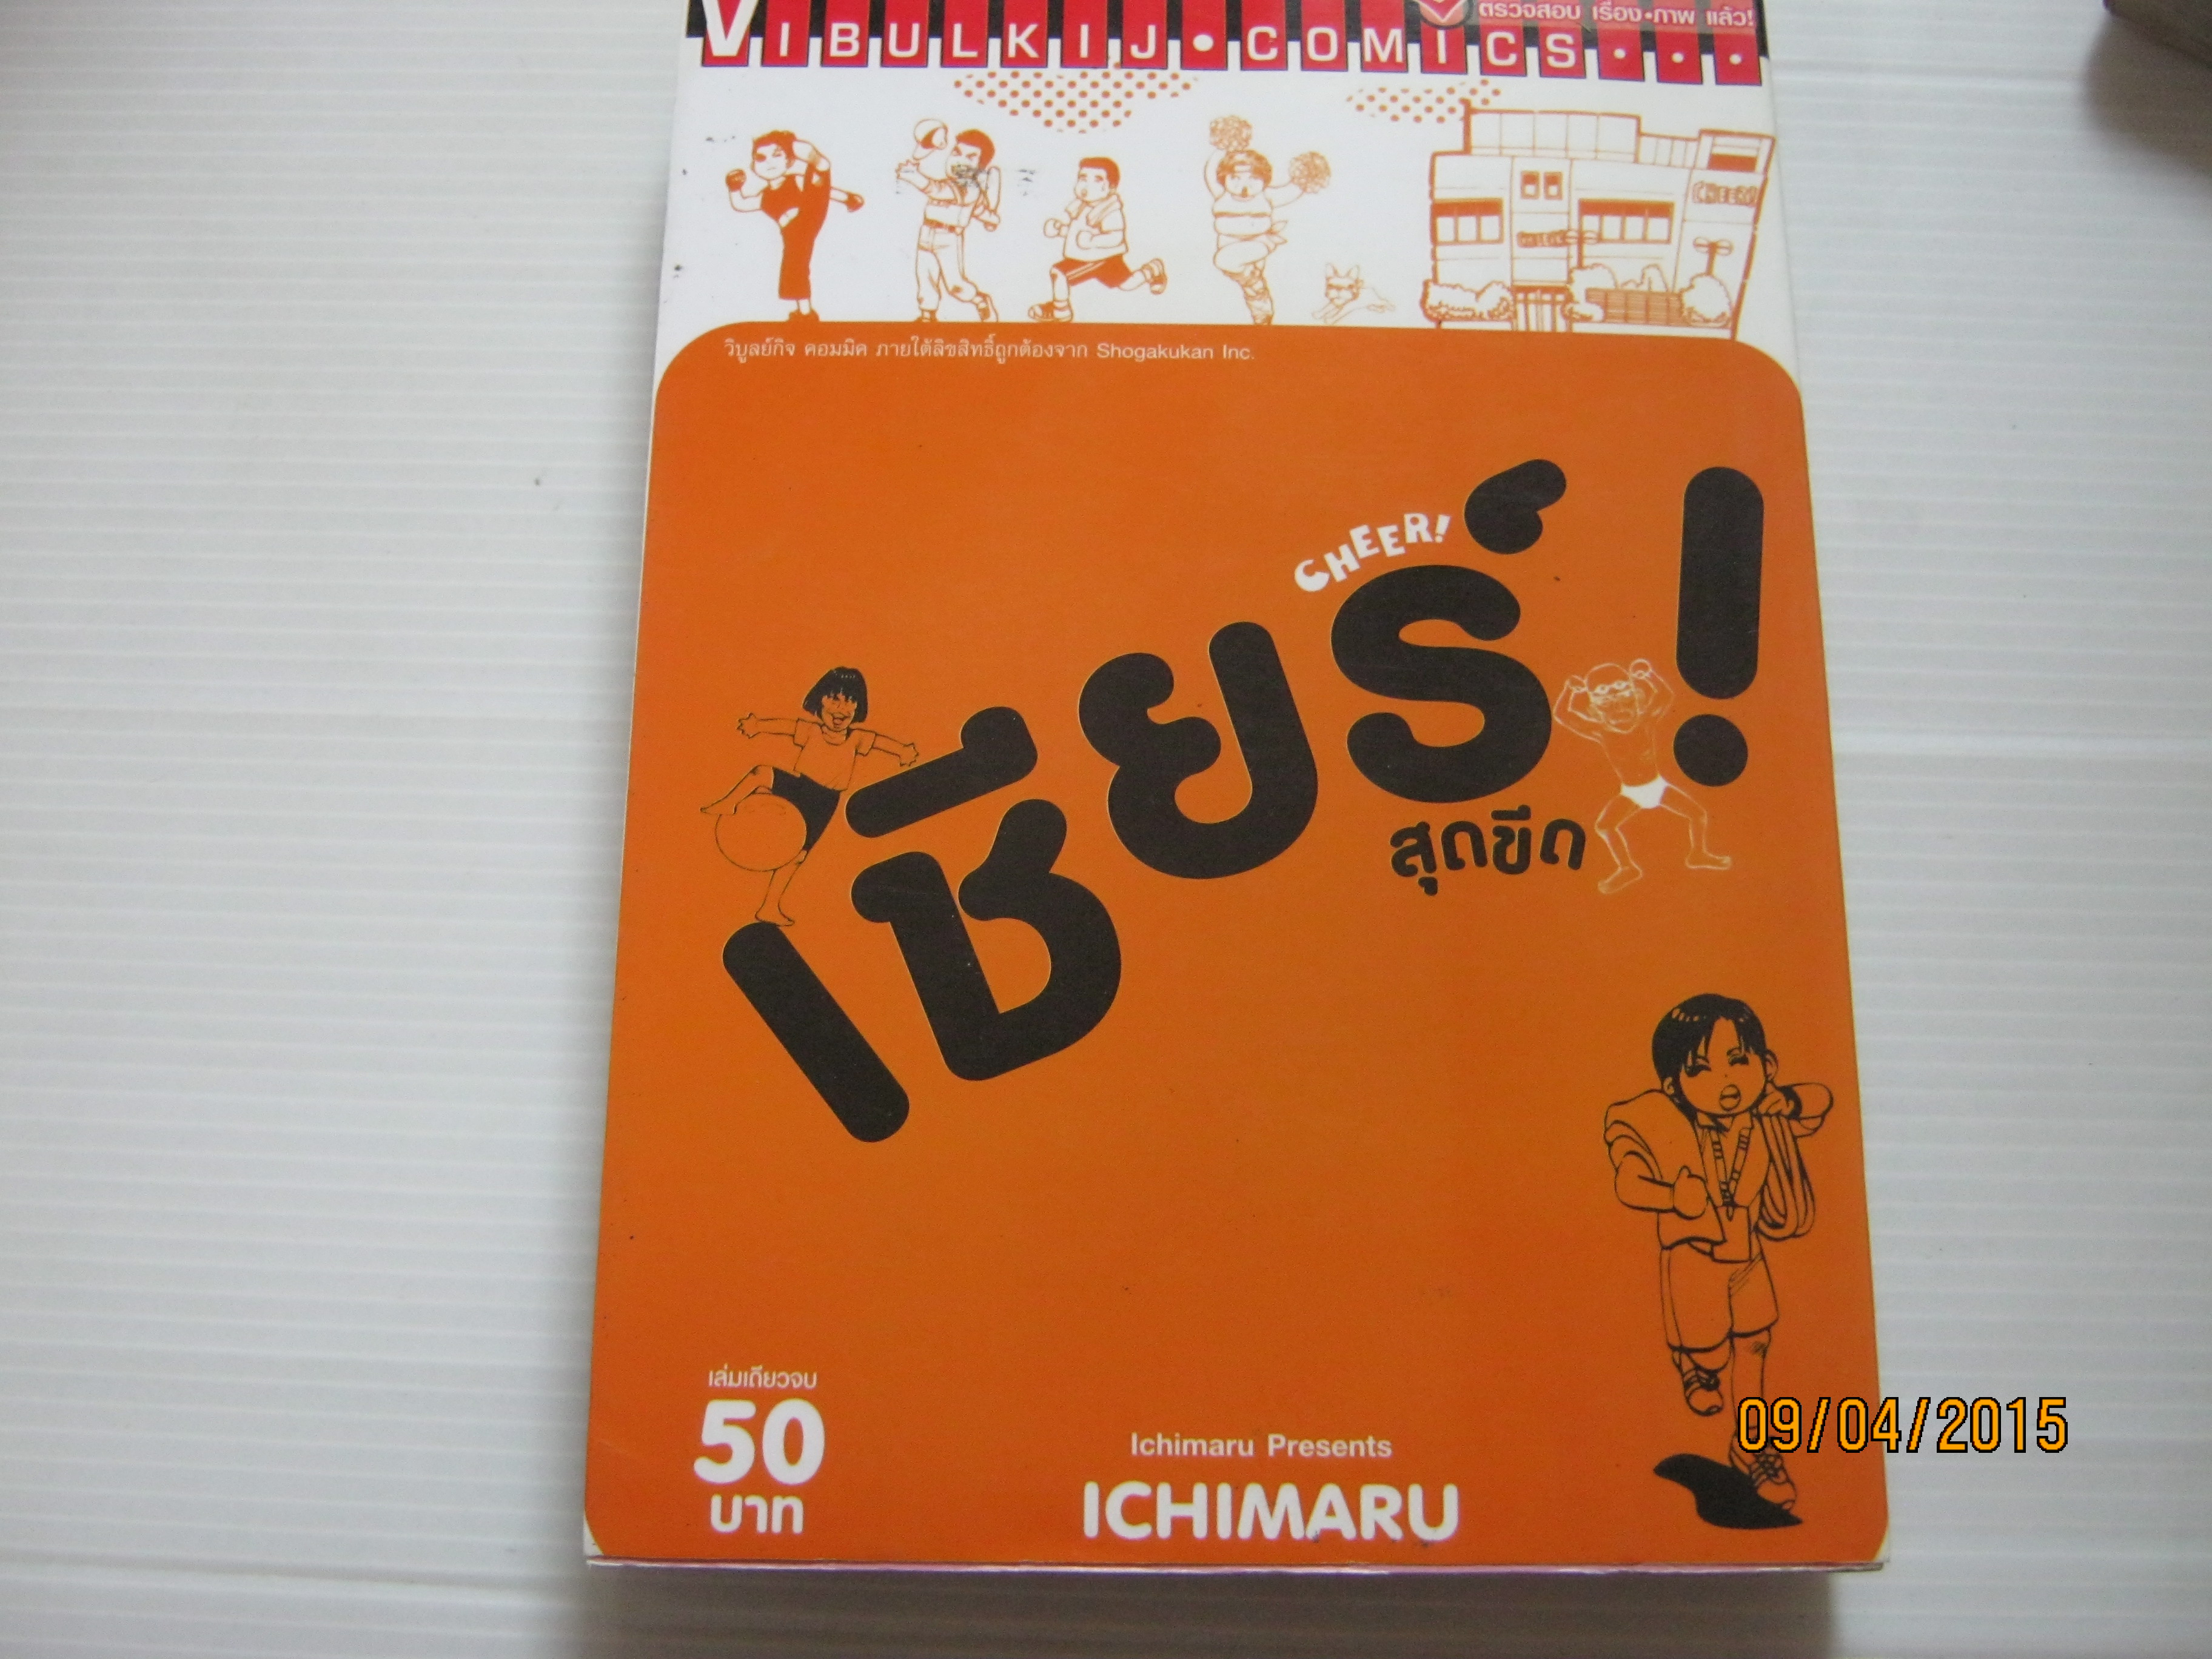 ตรวจสอบ เรื่อง•ภาพ แล้ว!
VIBULKIJ•COMICS•••
CHEER!
CHEER!
วิบูลย์กิจ คอมมิค ภายใต้ลิขสิทธิ์ถูกต้องจาก Shogakukan Inc.
CHEER!
เชียร์!
สุดขีด
เล่มเดียวจบ
50
บาท
Ichimaru Presents
ICHIMARU
09/04/2015